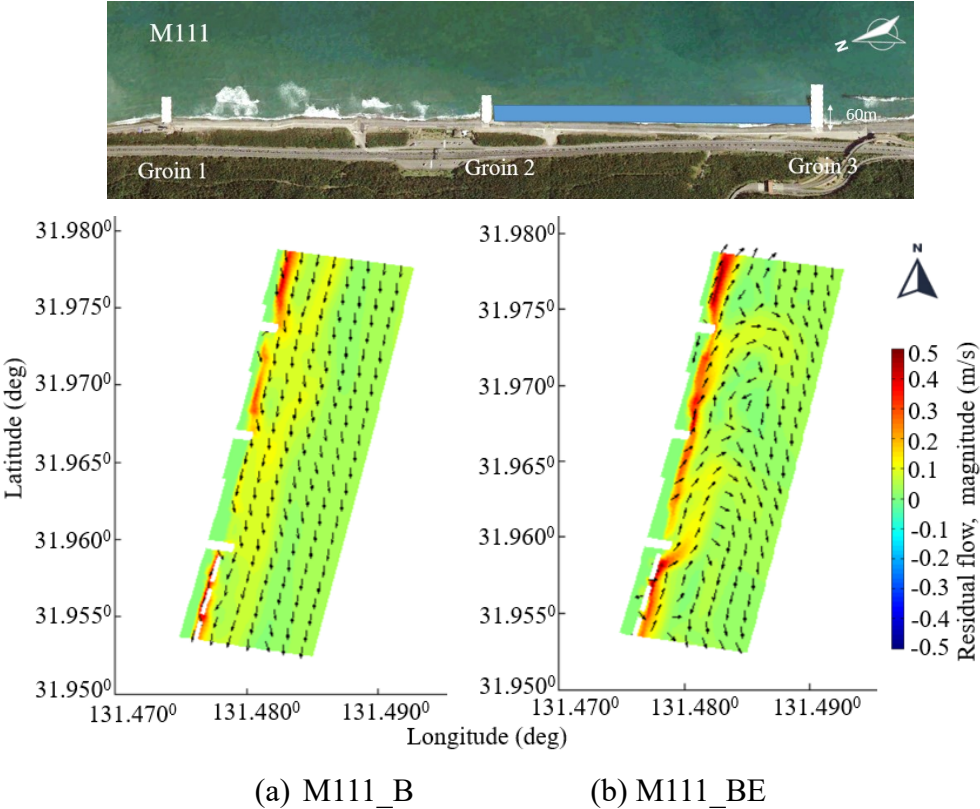 M111
N
60m
Groin 1 Groin 2 Groin 3
31.980⁰
31.975⁰
31.970⁰
31.965⁰
31.960⁰
31.955⁰
31.950⁰
Latitude (deg)
131.470⁰ 131.480⁰ 131.490⁰
31.980⁰
31.975⁰
31.970⁰
31.965⁰
31.960⁰
31.955⁰
31.950⁰
131.470⁰ 131.480⁰ 131.490⁰
Longitude (deg)
N
0.5
0.4
0.3
0.2
0.1
0
-0.1
-0.2
-0.3
-0.4
-0.5
Residual flow, magnitude (m/s)
(a) M111_B
(b) M111_BE